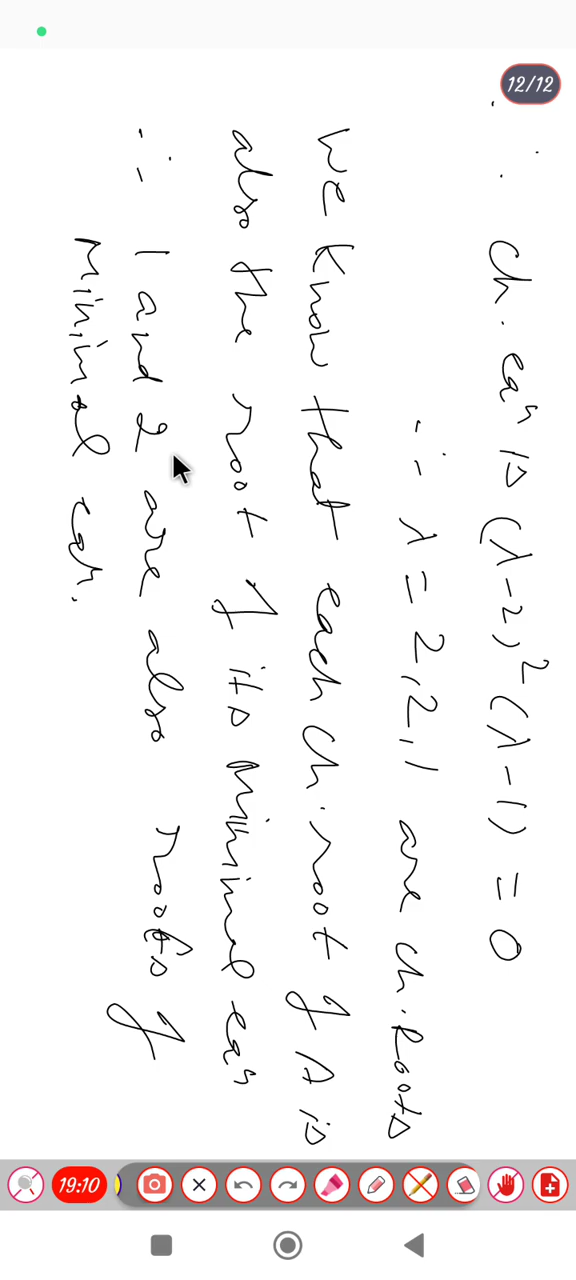 12/12
∴ ch. eqn is (λ-2)²(λ-1) = 0
∴ λ = 2,2,1 are ch. Roots
We know that each ch. root of A is
also the root of its minimal eqn
∴ 1 and 2 are also roots of
Minimal eqn.
19:10